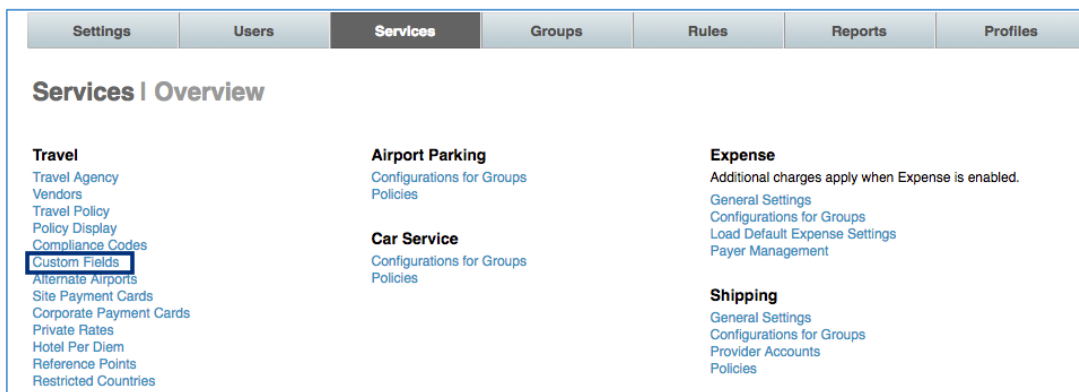 Settings Users Services Groups Rules Reports Profiles
Services | Overview
Travel
Travel Agency
Vendors
Travel Policy
Policy Display
Compliance Codes
Custom Fields
Alternate Airports
Site Payment Cards
Corporate Payment Cards
Private Rates
Hotel Per Diem
Reference Points
Restricted Countries
Airport Parking
Configurations for Groups
Policies
Car Service
Configurations for Groups
Policies
Expense
Additional charges apply when Expense is enabled.
General Settings
Configurations for Groups
Load Default Expense Settings
Payer Management
Shipping
General Settings
Configurations for Groups
Provider Accounts
Policies